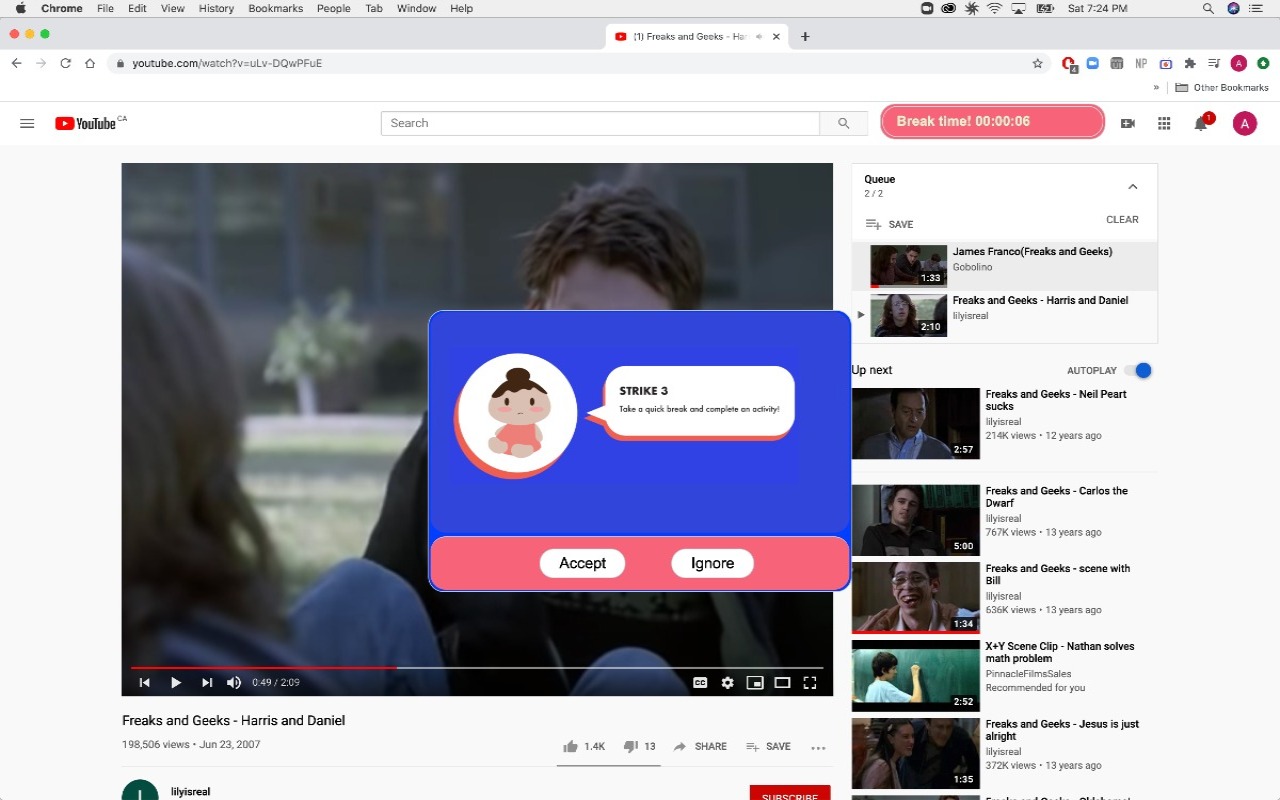 Chrome File Edit View History Bookmarks People Tab Window Help Sat 7:24 PM
(1) Freaks and Geeks - Har
youtube.com/watch?v=uLv-DQwPFuE
NP 4 A
» Other Bookmarks
YouTube CA
Search
Break time! 00:00:06
1
A
Queue
2 / 2
SAVE
CLEAR
James Franco(Freaks and Geeks)
Gobolino
1:33
Freaks and Geeks - Harris and Daniel
lilyisreal
2:10
STRIKE 3
Take a quick break and complete an activity!
Accept
Ignore
0:49 / 2:09
CC
Freaks and Geeks - Harris and Daniel
198,506 views • Jun 23, 2007
1.4K 13 SHARE SAVE
lilyisreal
SUBSCRIBE
Up next
AUTOPLAY
Freaks and Geeks - Neil Peart
sucks
lilyisreal
214K views • 12 years ago
2:57
Freaks and Geeks - Carlos the
Dwarf
lilyisreal
767K views • 13 years ago
5:00
Freaks and Geeks - scene with
Bill
lilyisreal
636K views • 13 years ago
1:34
X+Y Scene Clip - Nathan solves
math problem
PinnacleFilmsSales
Recommended for you
2:52
Freaks and Geeks - Jesus is just
alright
lilyisreal
372K views • 13 years ago
1:35